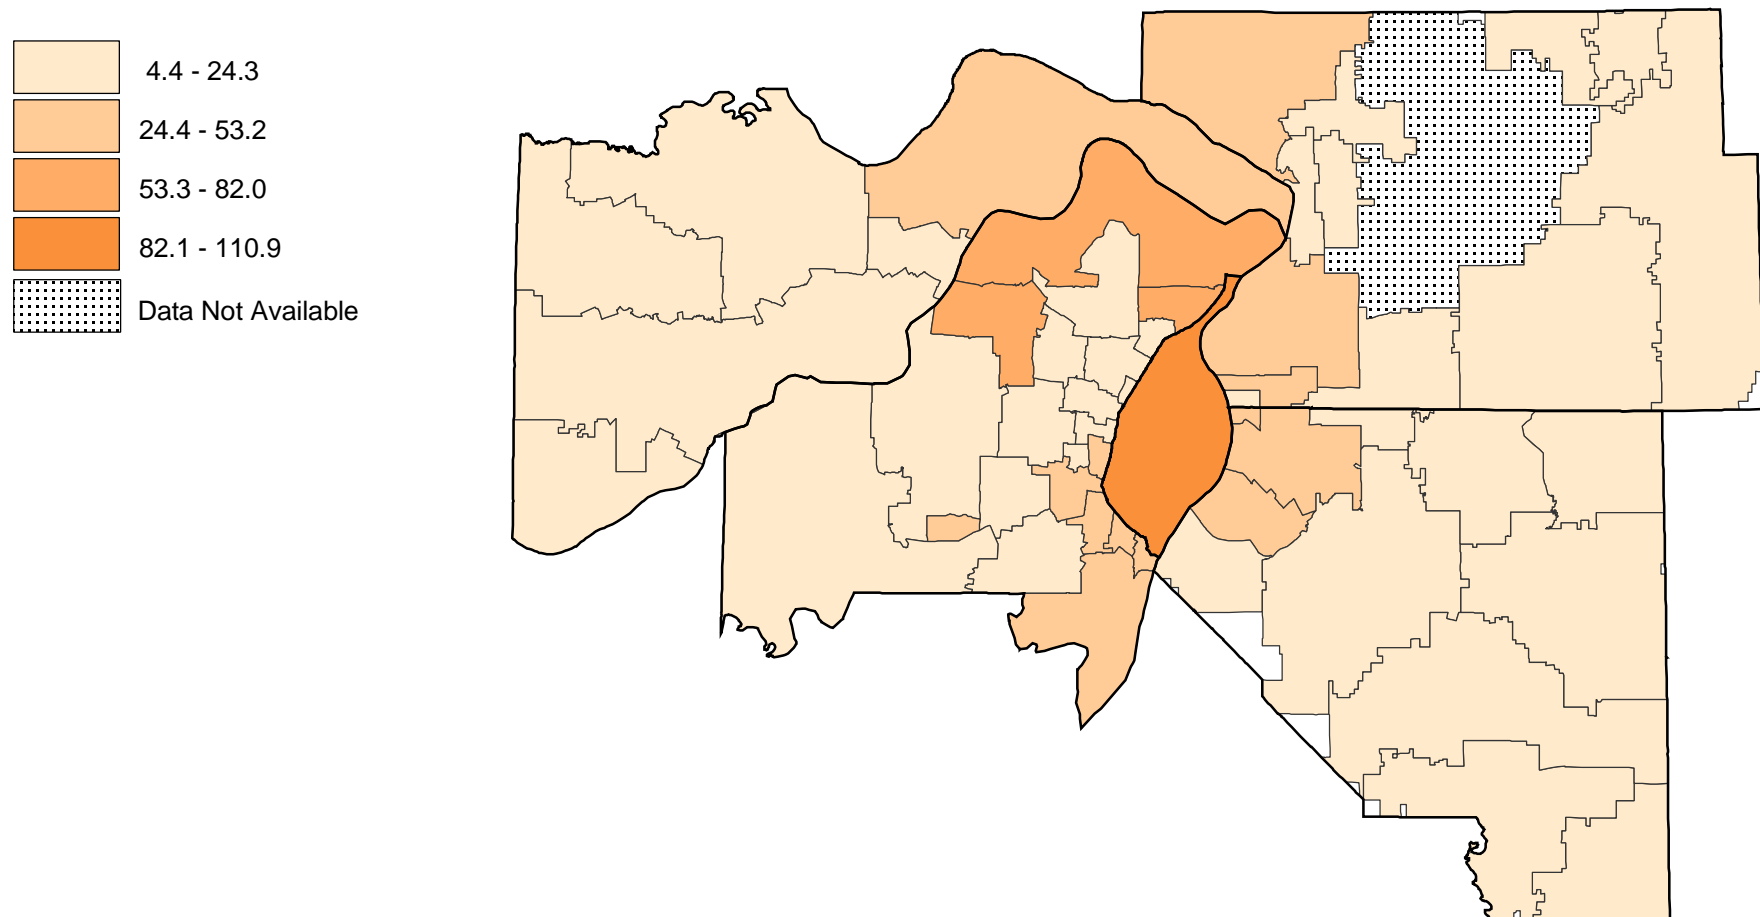 4.4 - 24.3
24.4 - 53.2
53.3 - 82.0
82.1 - 110.9
Data Not Available